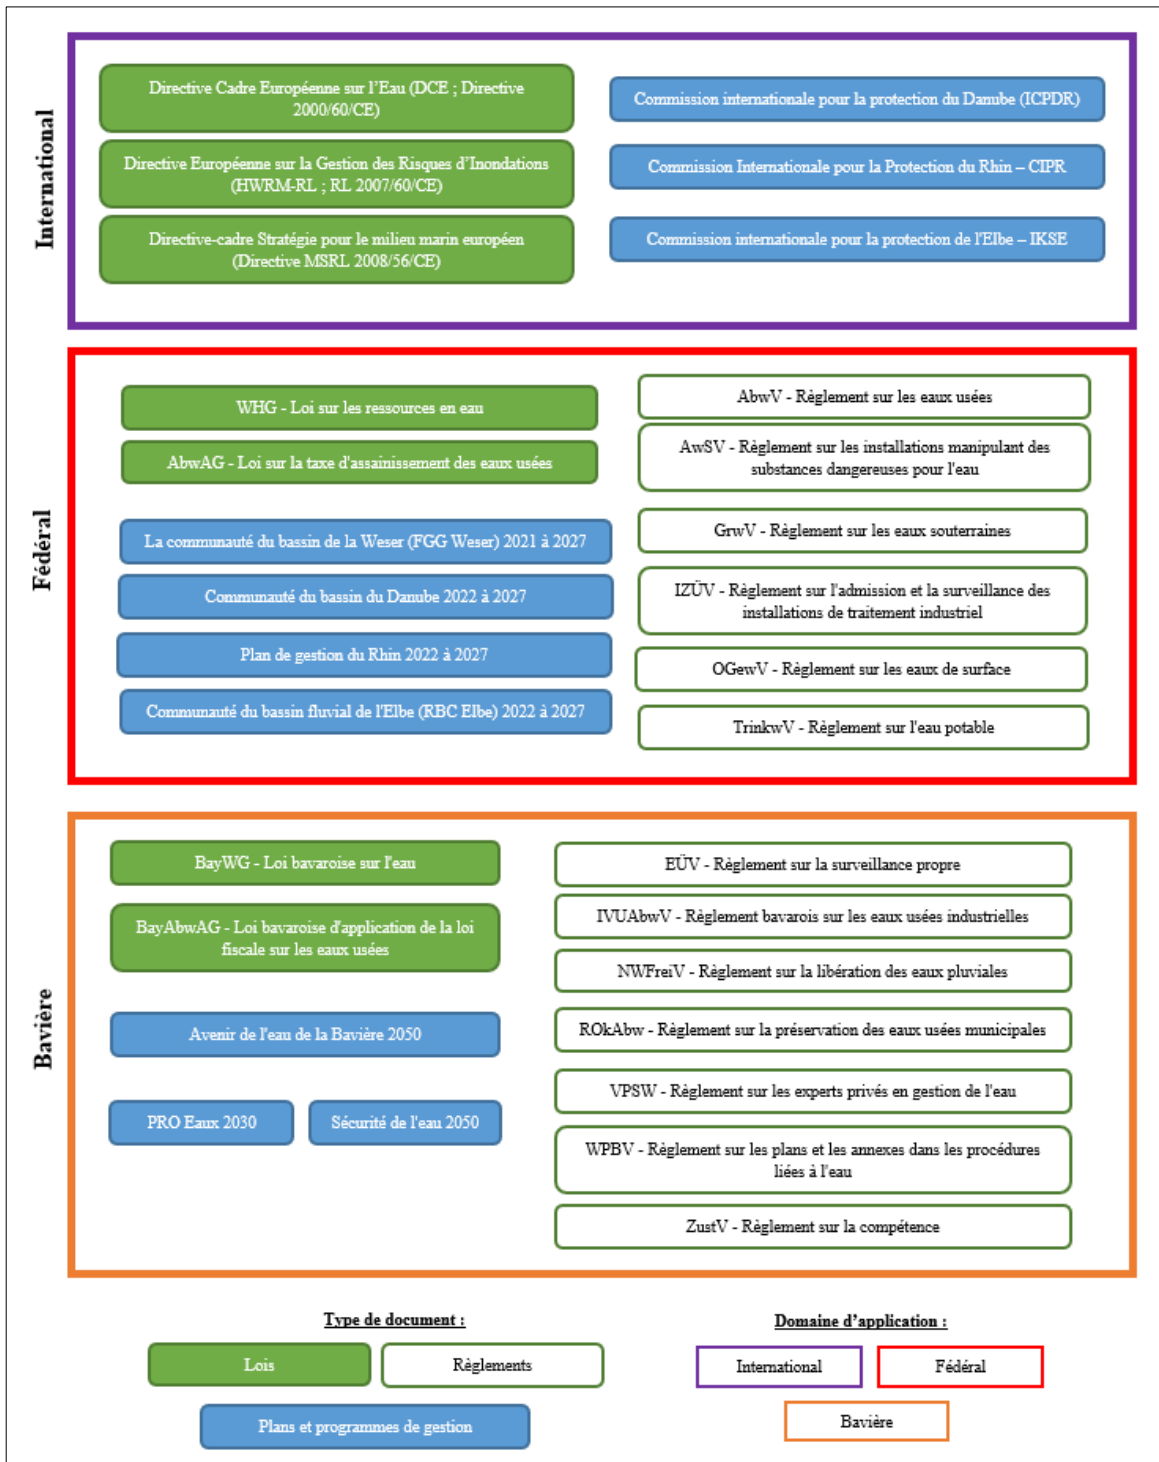 International
Directive Cadre Européenne sur l’Eau (DCE ; Directive
2000/60/CE)
Directive Européenne sur la Gestion des Risques d’Inondations
(HWRM-RL ; RL 2007/60/CE)
Directive-cadre Stratégie pour le milieu marin européen
(Directive MSRL 2008/56/CE)
Commission internationale pour la protection du Danube (ICPDR)
Commission Internationale pour la Protection du Rhin – CIPR
Commission internationale pour la protection de l'Elbe – IKSE
Fédéral
WHG - Loi sur les ressources en eau
AbwAG - Loi sur la taxe d'assainissement des eaux usées
La communauté du bassin de la Weser (FGG Weser) 2021 à 2027
Communauté du bassin du Danube 2022 à 2027
Plan de gestion du Rhin 2022 à 2027
Communauté du bassin fluvial de l'Elbe (RBC Elbe) 2022 à 2027
AbwV - Règlement sur les eaux usées
AwSV - Règlement sur les installations manipulant des
substances dangereuses pour l'eau
GrwV - Règlement sur les eaux souterraines
IZÜV - Règlement sur l'admission et la surveillance des
installations de traitement industriel
OGewV - Règlement sur les eaux de surface
TrinkwV - Règlement sur l'eau potable
Bavière
BayWG - Loi bavaroise sur l'eau
BayAbwAG - Loi bavaroise d'application de la loi
fiscale sur les eaux usées
Avenir de l'eau de la Bavière 2050
PRO Eaux 2030
Sécurité de l'eau 2050
EÜV - Règlement sur la surveillance propre
IVUAbwV - Règlement bavarois sur les eaux usées industrielles
NWFreiV - Règlement sur la libération des eaux pluviales
ROkAbw - Règlement sur la préservation des eaux usées municipales
VPSW - Règlement sur les experts privés en gestion de l'eau
WPBV - Règlement sur les plans et les annexes dans les procédures
liées à l'eau
ZustV - Règlement sur la compétence
Type de document :
Lois
Règlements
Plans et programmes de gestion
Domaine d’application :
International
Fédéral
Bavière